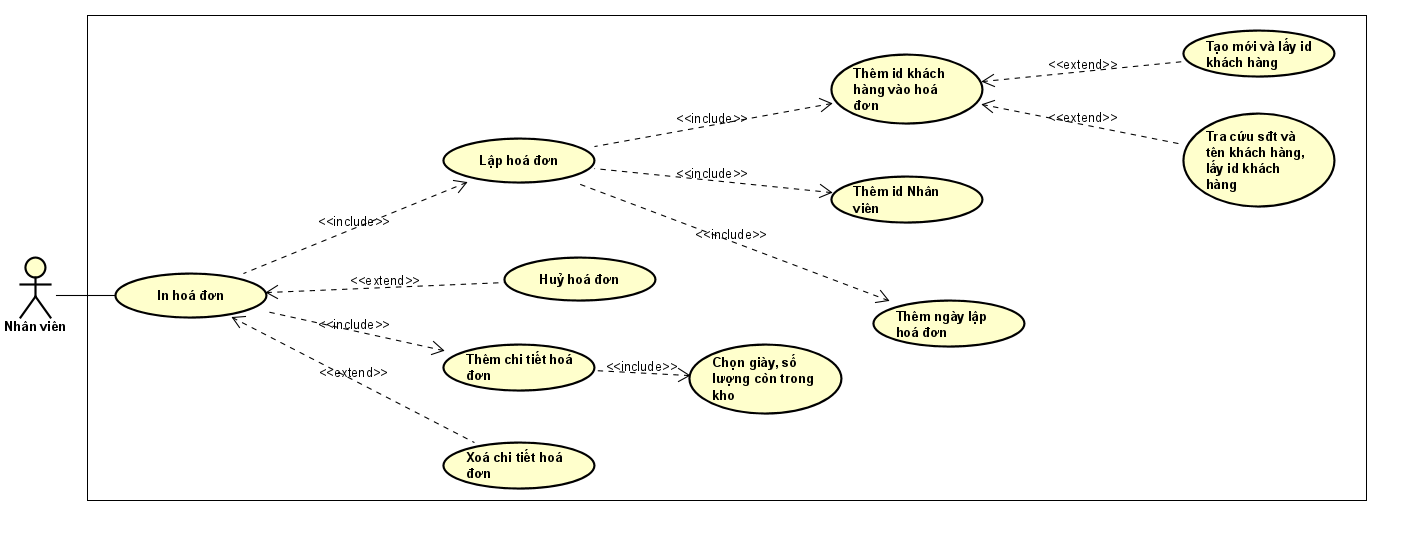 Tạo mới và lấy id
khách hàng
<<extend>>
Thêm id khách
hàng vào hoá
đơn
<<extend>>
Tra cứu sđt và
tên khách hàng,
lấy id khách
hàng
<<include>>
Lập hoá đơn
<<include>>
Thêm id Nhân
viên
<<include>>
<<include>>
Huỷ hoá đơn
<<extend>>
In hoá đơn
Nhân viên
Thêm ngày lập
hoá đơn
<<include>>
Thêm chi tiết hoá
đơn
<<include>>
Chọn giày, số
lượng còn trong
kho
<<extend>>
Xoá chi tiết hoá
đơn